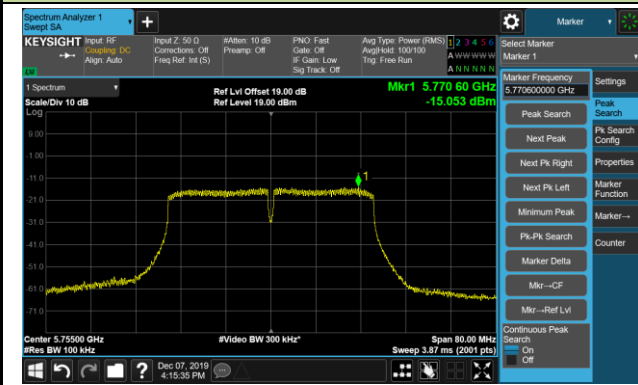 Spectrum Analyzer 1
Swept SA
Marker
KEYSIGHT
Input: RF
Coupling: DC
Align: Auto
Input Z: 50 Ω
Corrections: Off
Freq Ref: Int (S)
#Atten: 10 dB
Preamp: Off
PNO: Fast
Gate: Off
IF Gain: Low
Sig Track: Off
Avg Type: Power (RMS)
Avg|Hold: 100/100
Trig: Free Run
1 2 3 4 5 6
A W W W W W
A N N N N N
Select Marker
Marker 1
1 Spectrum
Scale/Div 10 dB
Log
Ref Lvl Offset 19.00 dB
Ref Level 19.00 dBm
Mkr1 5.770 60 GHz
-15.053 dBm
9.00
-1.00
-11.0
-21.0
-31.0
-41.0
-51.0
-61.0
-71.0
1
Center 5.75500 GHz
#Res BW 100 kHz
#Video BW 300 kHz*
Span 80.00 MHz
Sweep 3.87 ms (2001 pts)
Marker Frequency
5.770600000 GHz
Peak Search
Next Peak
Next Pk Right
Next Pk Left
Minimum Peak
Pk-Pk Search
Marker Delta
Mkr→CF
Mkr→Ref Lvl
Continuous Peak
Search
On
Off
Settings
Peak
Search
Pk Search
Config
Properties
Marker
Function
Marker→
Counter
Dec 07, 2019
4:15:35 PM